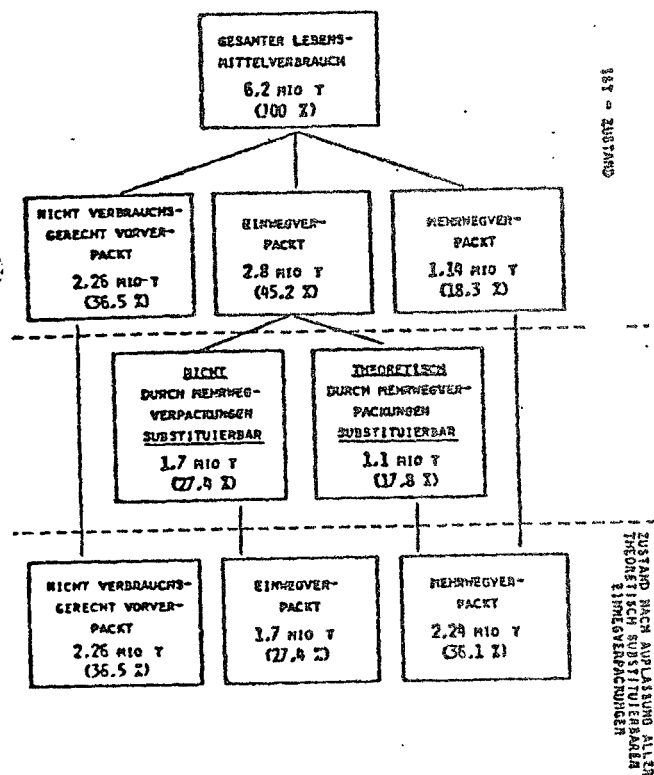 GESAMTER LEBENS-
MITTELVERBRAUCH
6.2 MIO T
(100 %)
IST - ZUSTAND
NICHT VERBRAUCHS-
GERECHT VORVER-
PACKT
2.26 MIO T
(36.5 %)
EINWEGVER-
PACKT
2.8 MIO T
(45.2 %)
MEHRWEGVER-
PACKT
1.14 MIO T
(18.3 %)
NICHT
DURCH MEHRWEG-
VERPACKUNGEN
SUBSTITUIERBAR
1.7 MIO T
(27.4 %)
THEORETISCH
DURCH MEHRWEGVER-
PACKUNGEN
SUBSTITUIERBAR
1.1 MIO T
(17.8 %)
NICHT VERBRAUCHS-
GERECHT VORVER-
PACKT
2.26 MIO T
(36.5 %)
EINWEGVER-
PACKT
1.7 MIO T
(27.4 %)
MEHRWEGVER-
PACKT
2.24 MIO T
(36.1 %)
ZUSTAND NACH AUFLASSUNG ALLER
THEORETISCH SUBSTITUIERBAREN
EINWEGVERPACKUNGEN